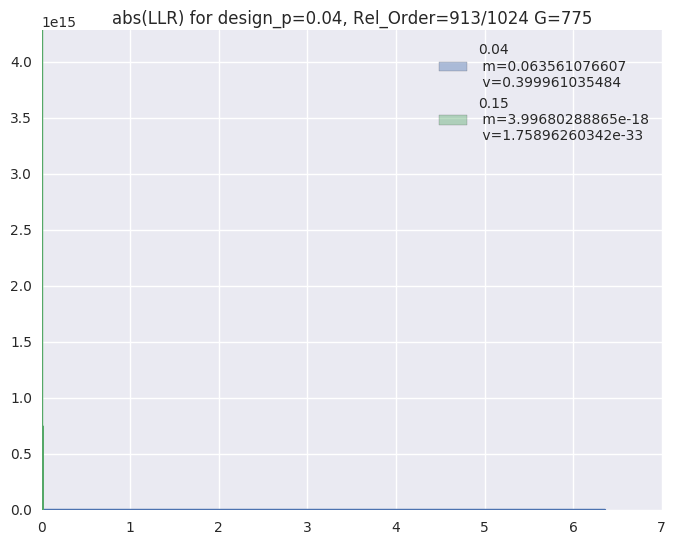 abs(LLR) for design_p=0.04, Rel_Order=913/1024 G=775
1e15
4.0
3.5
3.0
2.5
2.0
1.5
1.0
0.5
0.0
0 1 2 3 4 5 6 7
0.04
m=0.063561076607
v=0.399961035484
0.15
m=3.99680288865e-18
v=1.75896260342e-33